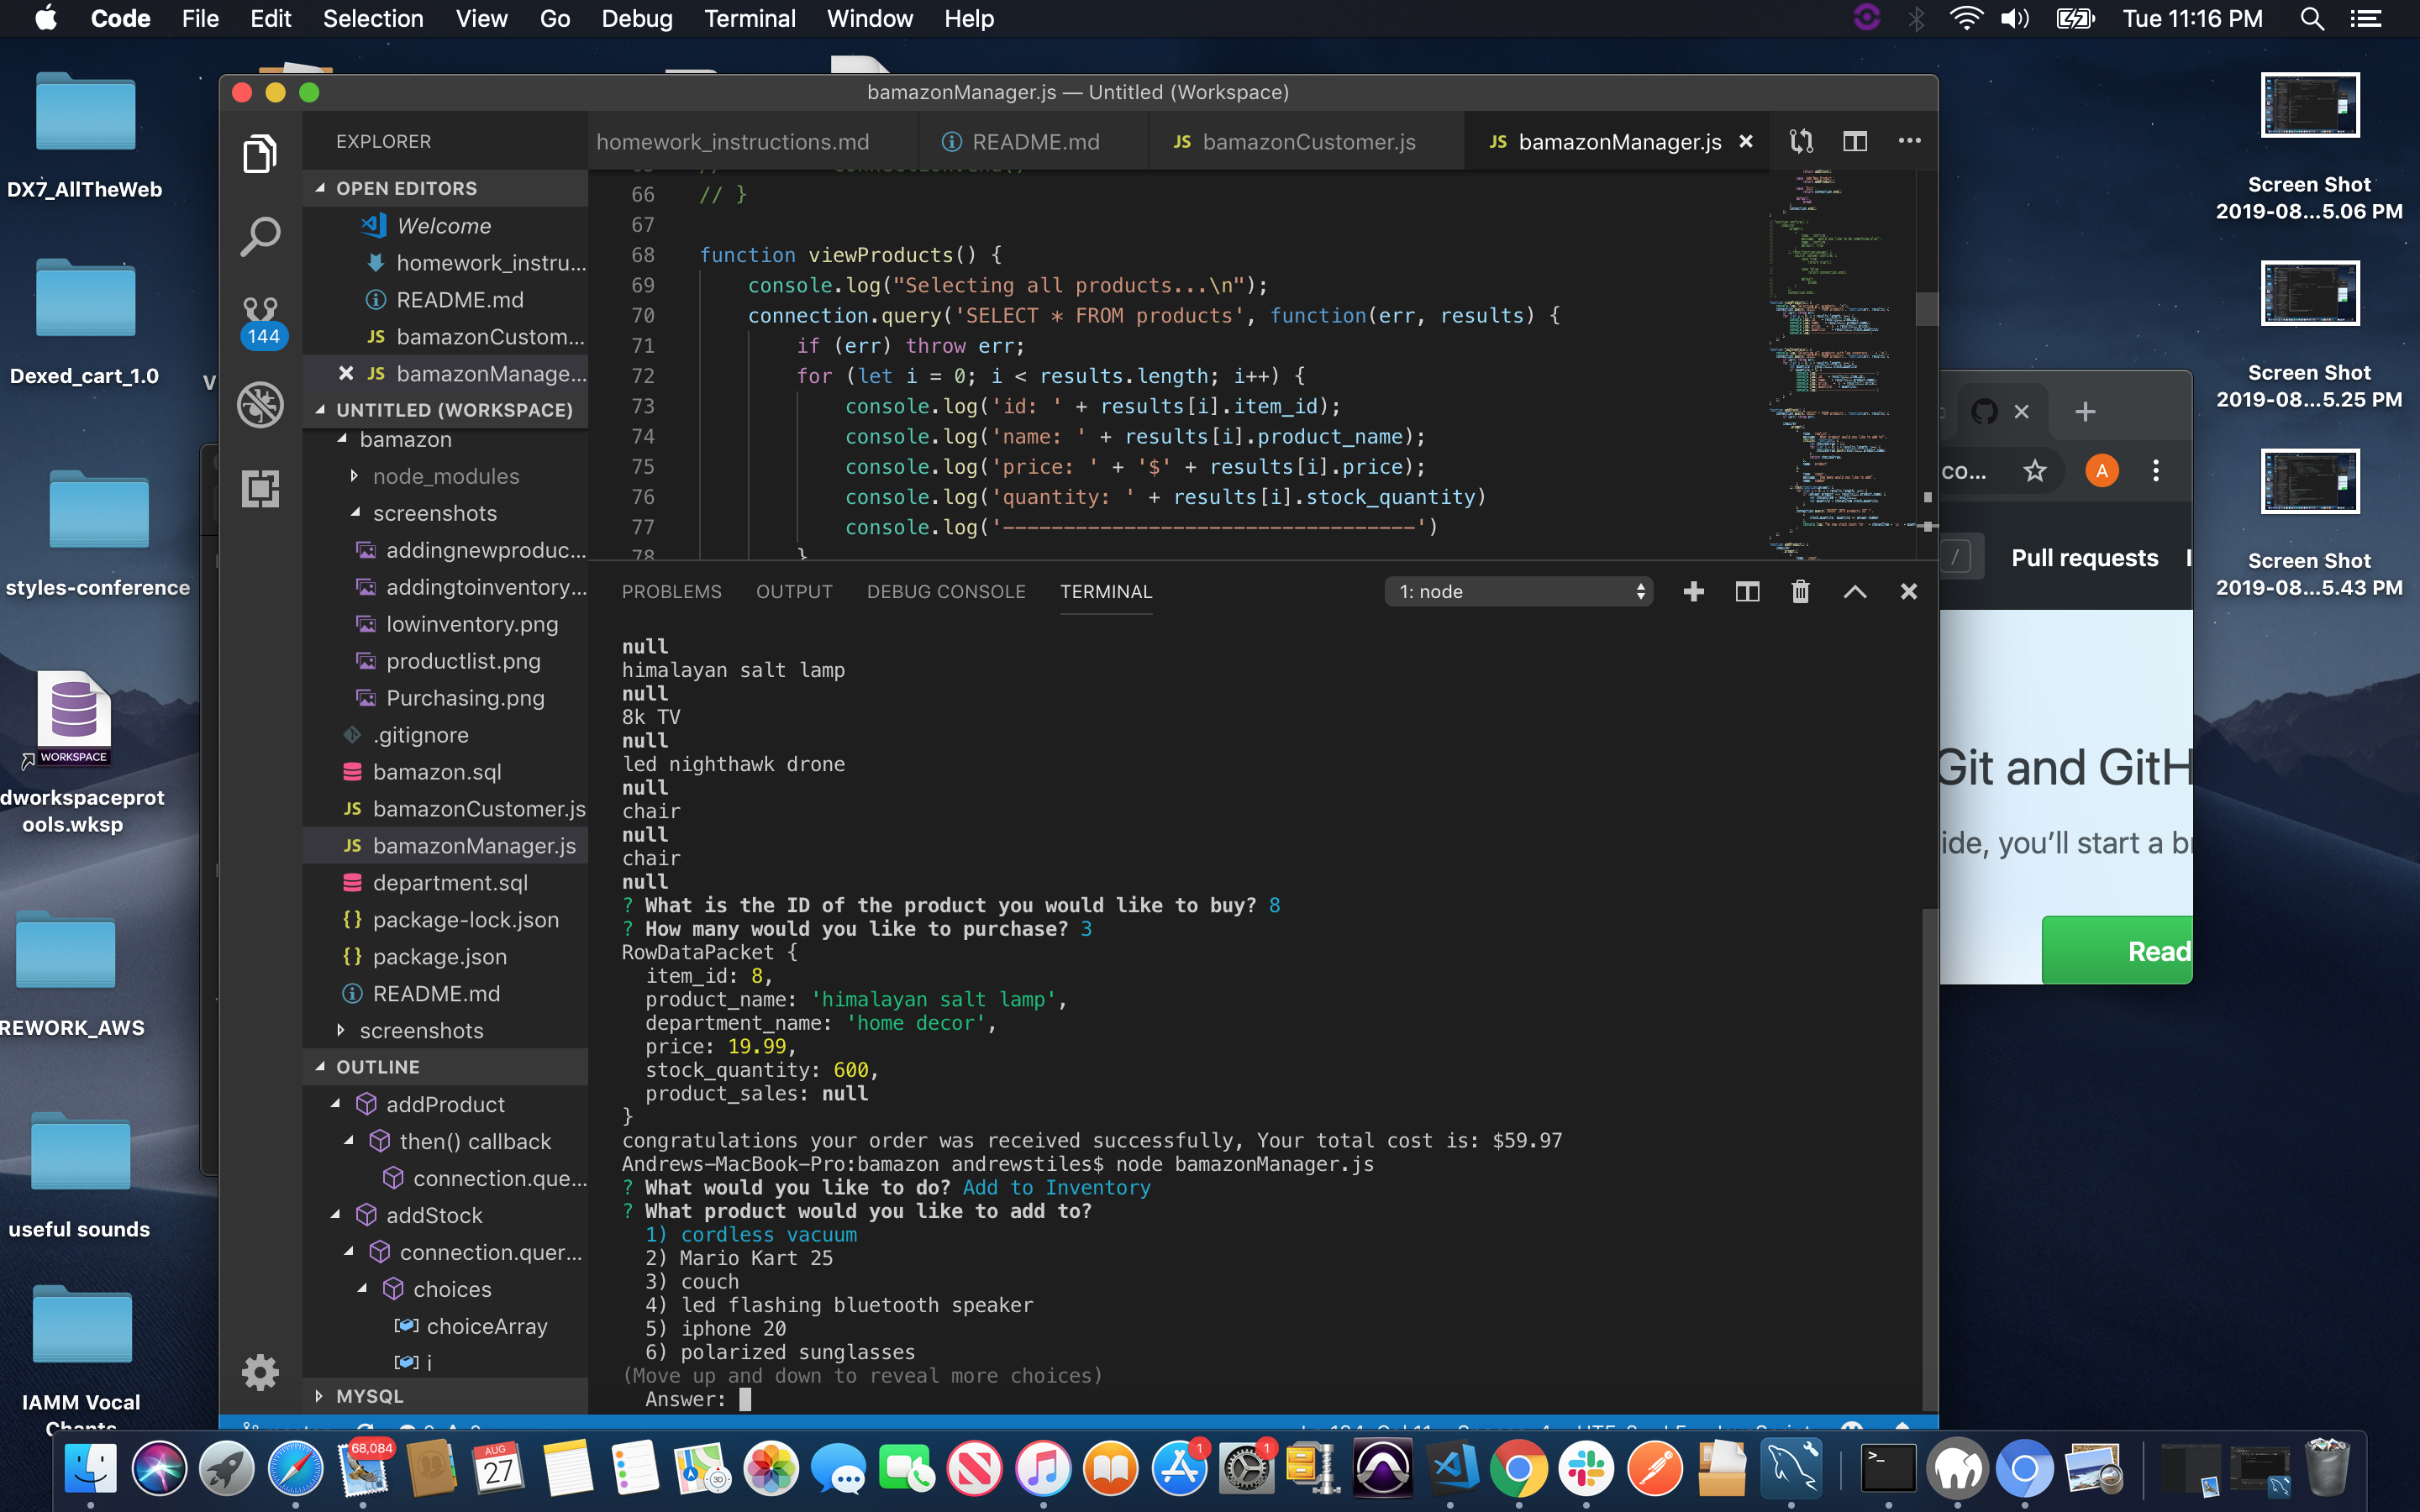 Code File Edit Selection View Go Debug Terminal Window Help
Tue 11:16 PM
DX7_AllTheWeb
Dexed_cart_1.0
styles-conference
WORKSPACE
dworkspaceprot
ools.wksp
REWORK_AWS
useful sounds
IAMM Vocal
Chants
bamazonManager.js — Untitled (Workspace)
EXPLORER
OPEN EDITORS
Welcome
homework_instru...
README.md
JS bamazonCustom...
JS bamazonManage...
144
UNTITLED (WORKSPACE)
bamazon
node_modules
screenshots
addingnewproduc...
addingtoinventory...
lowinventory.png
productlist.png
Purchasing.png
.gitignore
bamazon.sql
JS bamazonCustomer.js
JS bamazonManager.js
department.sql
{} package-lock.json
{} package.json
README.md
screenshots
OUTLINE
addProduct
then() callback
connection.que...
addStock
connection.quer...
choices
choiceArray
i
MYSQL
homework_instructions.md
README.md
JS bamazonCustomer.js
JS bamazonManager.js
66 // }
67
68 function viewProducts() {
69 console.log("Selecting all products...\n");
70 connection.query('SELECT * FROM products', function(err, results) {
71 if (err) throw err;
72 for (let i = 0; i < results.length; i++) {
73 console.log('id: ' + results[i].item_id);
74 console.log('name: ' + results[i].product_name);
75 console.log('price: ' + '$' + results[i].price);
76 console.log('quantity: ' + results[i].stock_quantity)
77 console.log('----------------------------------')
78 }
PROBLEMS OUTPUT DEBUG CONSOLE TERMINAL
1: node
null
himalayan salt lamp
null
8k TV
null
led nighthawk drone
null
chair
null
chair
null
? What is the ID of the product you would like to buy? 8
? How many would you like to purchase? 3
RowDataPacket {
item_id: 8,
product_name: 'himalayan salt lamp',
department_name: 'home decor',
price: 19.99,
stock_quantity: 600,
product_sales: null
}
congratulations your order was received successfully, Your total cost is: $59.97
Andrews-MacBook-Pro:bamazon andrewstiles$ node bamazonManager.js
? What would you like to do? Add to Inventory
? What product would you like to add to?
1) cordless vacuum
2) Mario Kart 25
3) couch
4) led flashing bluetooth speaker
5) iphone 20
6) polarized sunglasses
(Move up and down to reveal more choices)
Answer:
co...
A
/
Pull requests
Git and GitH
ide, you'll start a br
Read
Screen Shot
2019-08...5.06 PM
Screen Shot
2019-08...5.25 PM
Screen Shot
2019-08...5.43 PM
68,084
AUG
27
3D
1
1